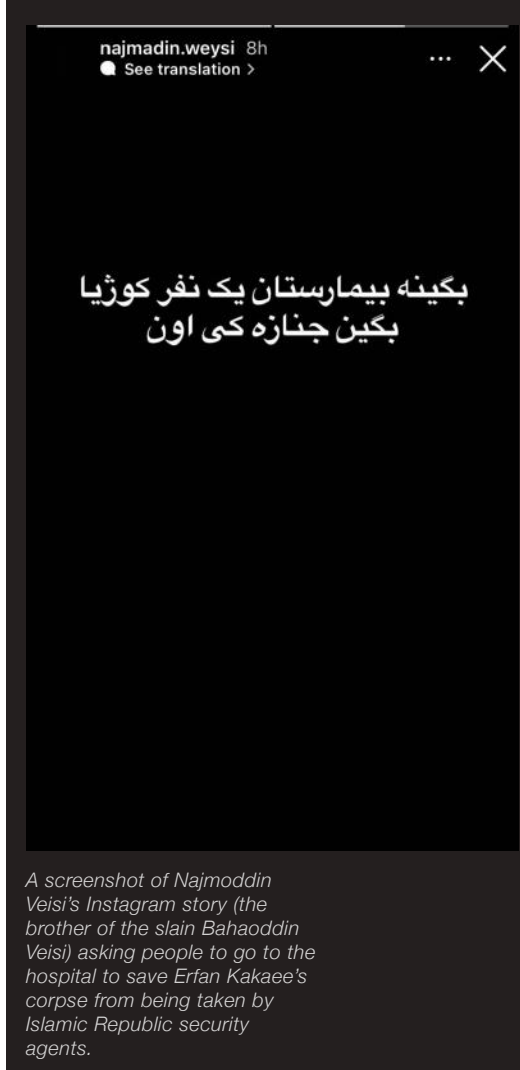 najmadin.weysi 8h
See translation >
بگینه بیمارستان یک نفر کوژیا
بگین جنازه کی اون
A screenshot of Najmoddin
Veisi’s Instagram story (the
brother of the slain Bahaoddin
Veisi) asking people to go to the
hospital to save Erfan Kakaee’s
corpse from being taken by
Islamic Republic security
agents.